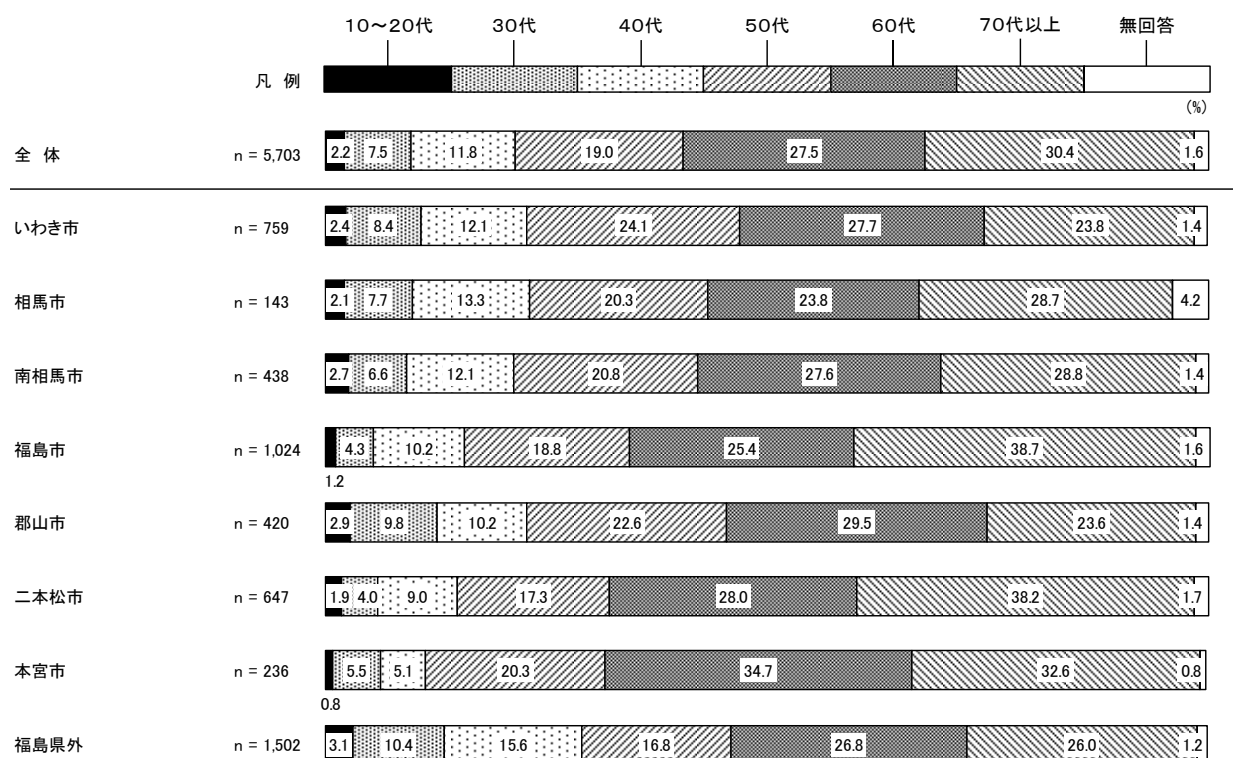 10～20代 30代 40代 50代 60代 70代以上 無回答
凡 例
(%)
全 体 n = 5,703 2.2 7.5 11.8 19.0 27.5 30.4 1.6
いわき市 n = 759 2.4 8.4 12.1 24.1 27.7 23.8 1.4
相馬市 n = 143 2.1 7.7 13.3 20.3 23.8 28.7 4.2
南相馬市 n = 438 2.7 6.6 12.1 20.8 27.6 28.8 1.4
福島市 n = 1,024 4.3 10.2 18.8 25.4 38.7 1.6
1.2
郡山市 n = 420 2.9 9.8 10.2 22.6 29.5 23.6 1.4
二本松市 n = 647 1.9 4.0 9.0 17.3 28.0 38.2 1.7
本宮市 n = 236 5.5 5.1 20.3 34.7 32.6 0.8
0.8
福島県外 n = 1,502 3.1 10.4 15.6 16.8 26.8 26.0 1.2